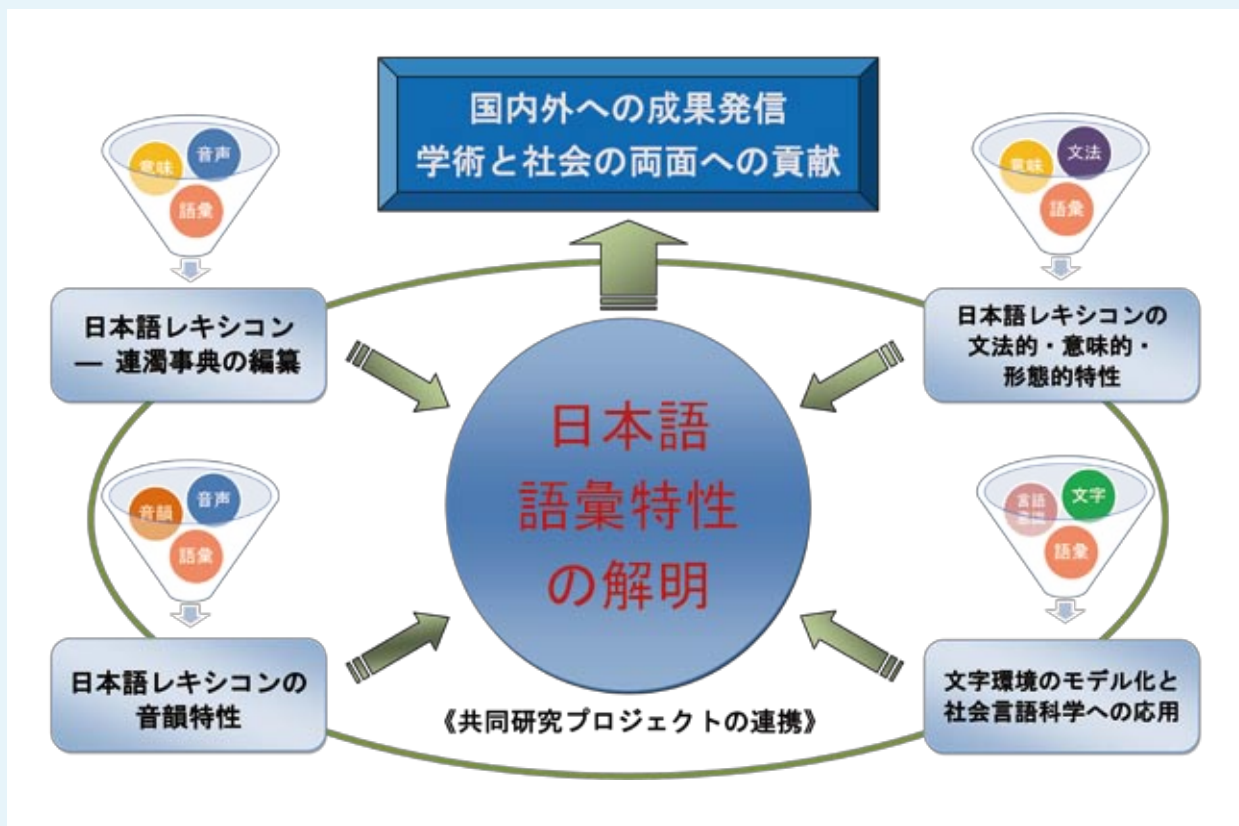 国内外への成果発信
学術と社会の両面への貢献
意味
音声
語彙
日本語レキシコン
― 連濁事典の編纂
意味
文法
語彙
日本語レキシコンの
文法的・意味的・
形態的特性
日本語
語彙特性
の解明
音韻
音声
語彙
日本語レキシコンの
音韻特性
言語
意識
文字
語彙
文字環境のモデル化と
社会言語科学への応用
《共同研究プロジェクトの連携》